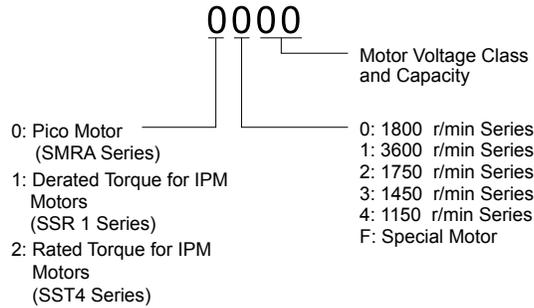 0000
Motor Voltage Class
and Capacity
0: Pico Motor
(SMRA Series)
1: Derated Torque for IPM
Motors
(SSR 1 Series)
2: Rated Torque for IPM
Motors
(SST4 Series)
0: 1800 r/min Series
1: 3600 r/min Series
2: 1750 r/min Series
3: 1450 r/min Series
4: 1150 r/min Series
F: Special Motor